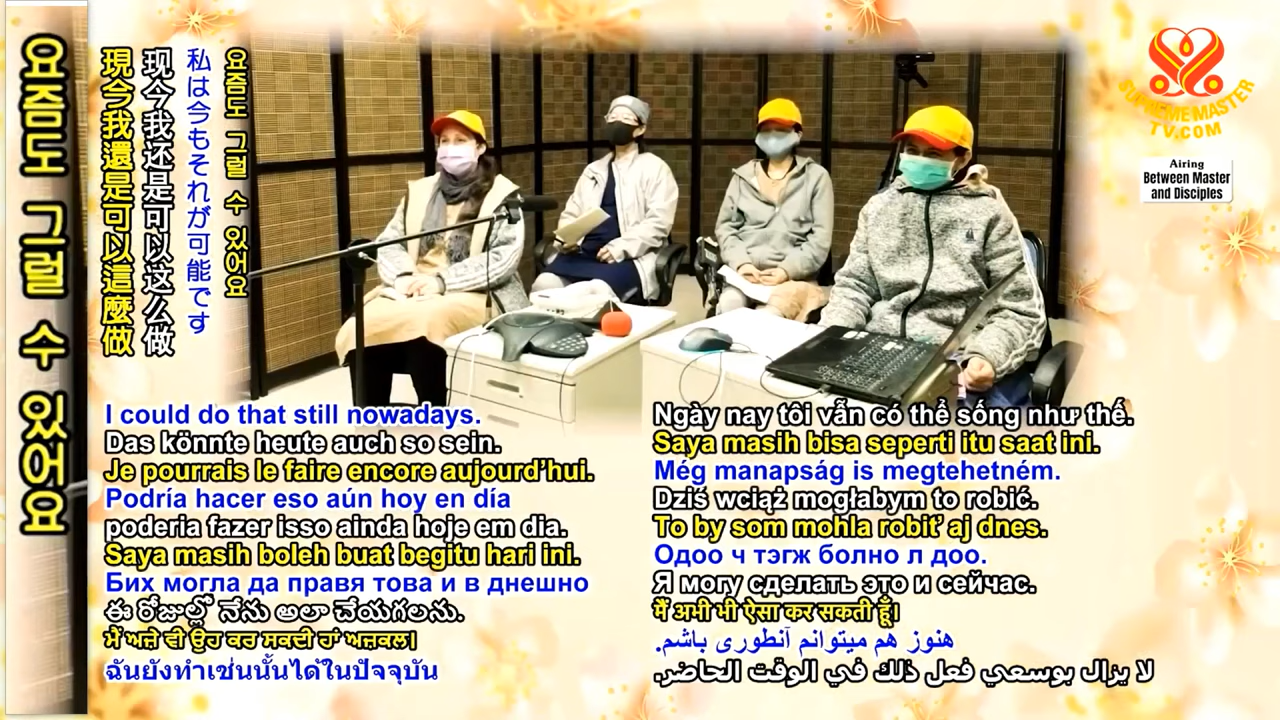 요즘도 그럴 수 있어요
現今我還是可以這麼做
现今我还是可以这么做
私は今もそれが可能です
요즘도 그럴 수 있어요
SUPREME MASTER
TV.COM
Airing
Between Master
and Disciples
I could do that still nowadays.
Das könnte heute auch so sein.
Je pourrais le faire encore aujourd'hui.
Podría hacer eso aún hoy en día
poderia fazer isso ainda hoje em dia.
Saya masih boleh buat begitu hari ini.
Бих могла да правя това и в днешно
ఈ రోజుల్లో నేను అలా చేయగలను.
ਮੈਂ ਅਜੇ ਵੀ ਉਹ ਕਰ ਸਕਦੀ ਹਾਂ ਅਜਕਲ।
ฉันยังทำเช่นนั้นได้ในปัจจุบัน
Ngày nay tôi vẫn có thể sống như thế.
Saya masih bisa seperti itu saat ini.
Még manapság is megtehetném.
Dziś wciąż mogłabym to robić.
To by som mohla robiť aj dnes.
Одоо ч тэгж болно л доо.
Я могу сделать это и сейчас.
मैं अभी भी ऐसा कर सकती हूँ।
هنوز هم میتوانم آنطوری باشم.
لا يزال بوسعي فعل ذلك في الوقت الحاضر.